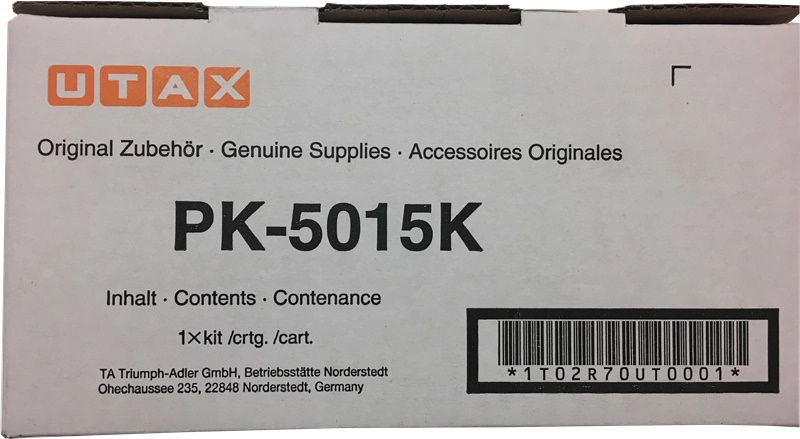 UTAX
Original Zubehör · Genuine Supplies · Accessoires Originales
PK-5015K
Inhalt · Contents · Contenance
1×kit /crtg. /cart.
TA Triumph-Adler GmbH, Betriebsstätte Norderstedt
Ohechaussee 235, 22848 Norderstedt, Germany
*1T02R70UT0001*